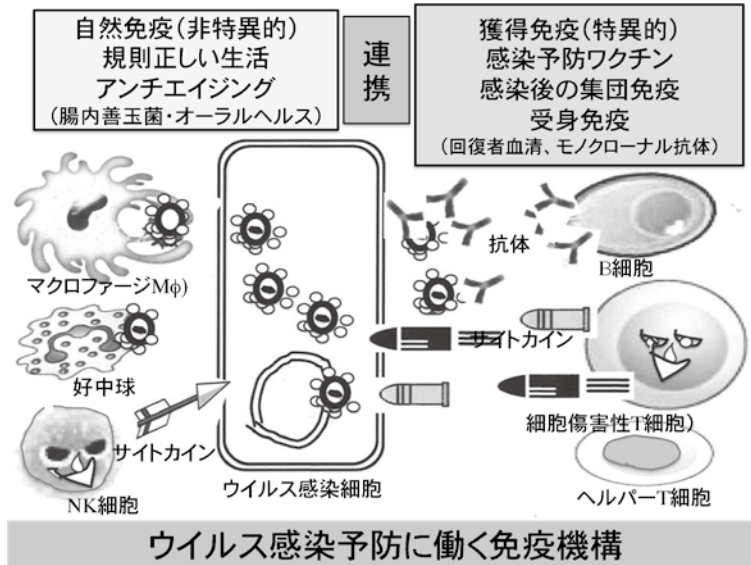 自然免疫（非特異的）
規則正しい生活
アンチエイジング
（腸内善玉菌・オーラルヘルス）
連携
獲得免疫（特異的）
感染予防ワクチン
感染後の集団免疫
受身免疫
（回復者血清、モノクローナル抗体）
マクロファージMφ)
好中球
サイトカイン
NK細胞
ウイルス感染細胞
抗体
B細胞
サイトカイン
細胞傷害性T細胞）
ヘルパーT細胞
ウイルス感染予防に働く免疫機構